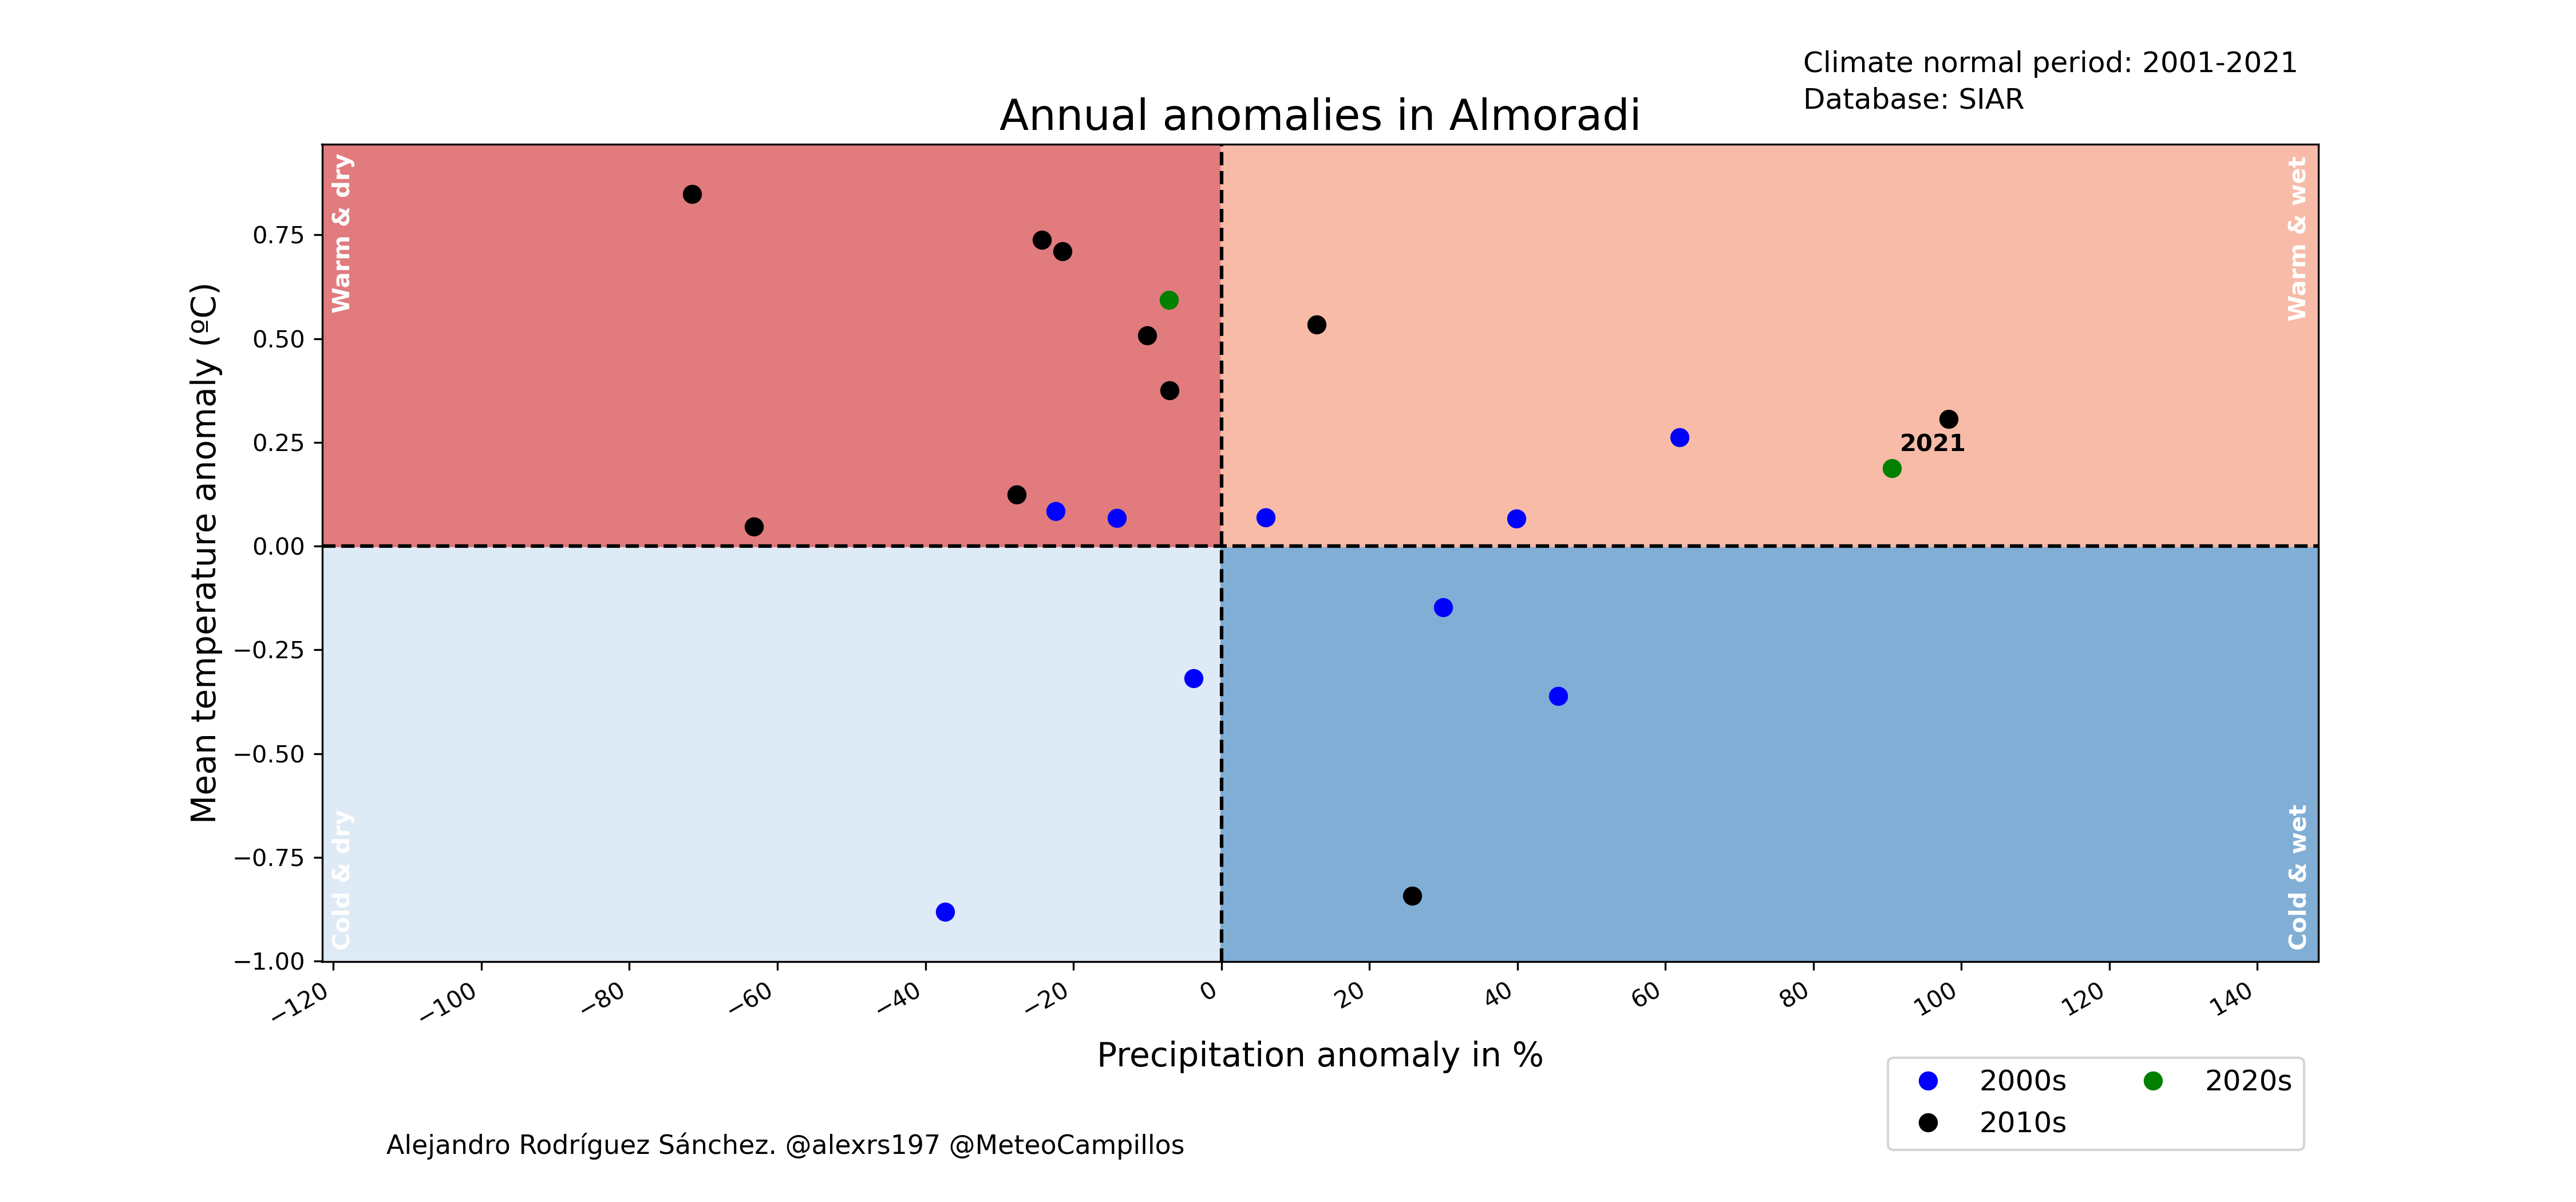 Climate normal period: 2001-2021
Database: SIAR
Annual anomalies in Almoradi
Warm & dry
Warm & wet
Mean temperature anomaly (ºC)
0.75
0.50
0.25
0.00
−0.25
−0.50
−0.75
−1.00
2021
Cold & dry
Cold & wet
−120 −100 −80 −60 −40 −20 0 20 40 60 80 100 120 140
Precipitation anomaly in %
2000s 2020s
2010s
Alejandro Rodríguez Sánchez. @alexrs197 @MeteoCampillos